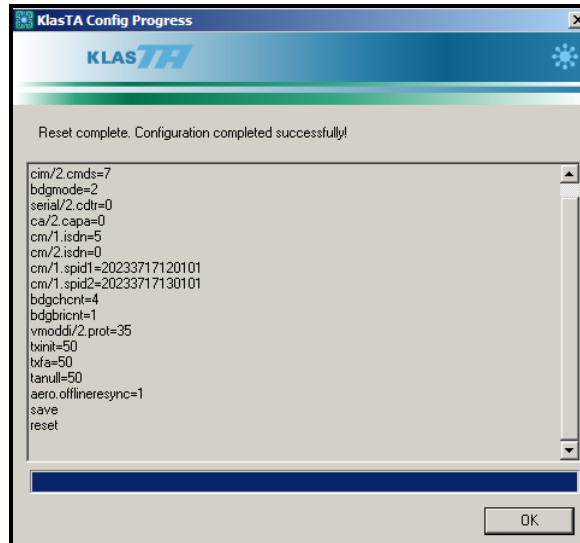 KlasTA Config Progress
KLAS TA
Reset complete. Configuration completed successfully!
cim/2.cmds=7
bdgmode=2
serial/2.cdtr=0
ca/2.capa=0
cm/1.isdn=5
cm/2.isdn=0
cm/1.spid1=20233717120101
cm/1.spid2=20233717130101
bdgchcnt=4
bdgbricnt=1
vmoddi/2.prot=35
txinit=50
txfa=50
tanull=50
aero.offlineresync=1
save
reset
OK